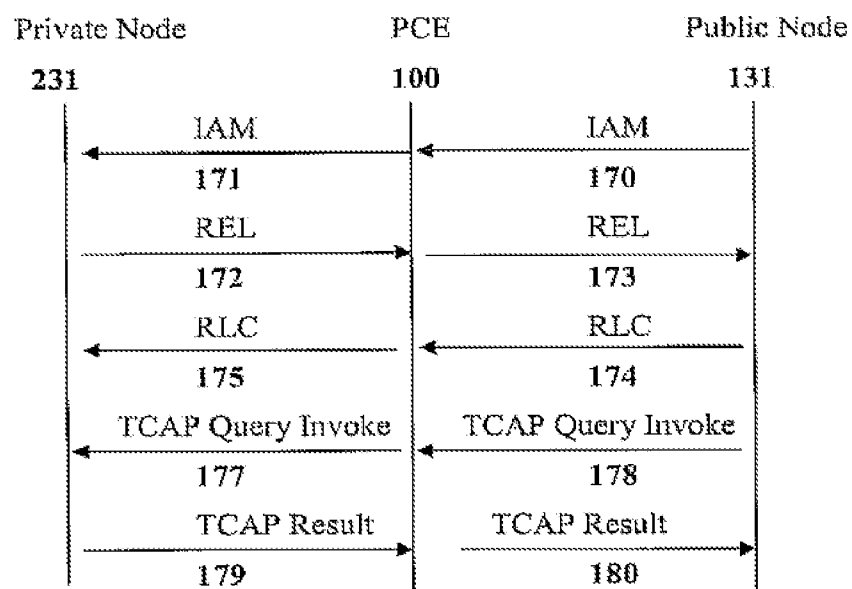 Private Node PCE Public Node
231 100 131
IAM IAM
171 170
REL REL
172 173
RLC RLC
175 174
TCAP Query Invoke TCAP Query Invoke
177 178
TCAP Result TCAP Result
179 180